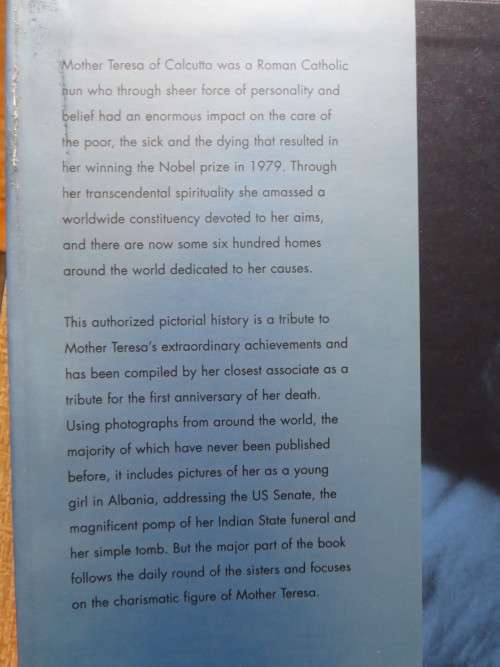 Mother Teresa of Calcutta was a Roman Catholic
nun who through sheer force of personality and
belief had an enormous impact on the care of
the poor, the sick and the dying that resulted in
her winning the Nobel prize in 1979. Through
her transcendental spirituality she amassed a
worldwide constituency devoted to her aims,
and there are now some six hundred homes
around the world dedicated to her causes.
This authorized pictorial history is a tribute to
Mother Teresa's extraordinary achievements and
has been compiled by her closest associate as a
tribute for the first anniversary of her death.
Using photographs from around the world, the
majority of which have never been published
before, it includes pictures of her as a young
girl in Albania, addressing the US Senate, the
magnificent pomp of her Indian State funeral and
her simple tomb. But the major part of the book
follows the daily round of the sisters and focuses
on the charismatic figure of Mother Teresa.